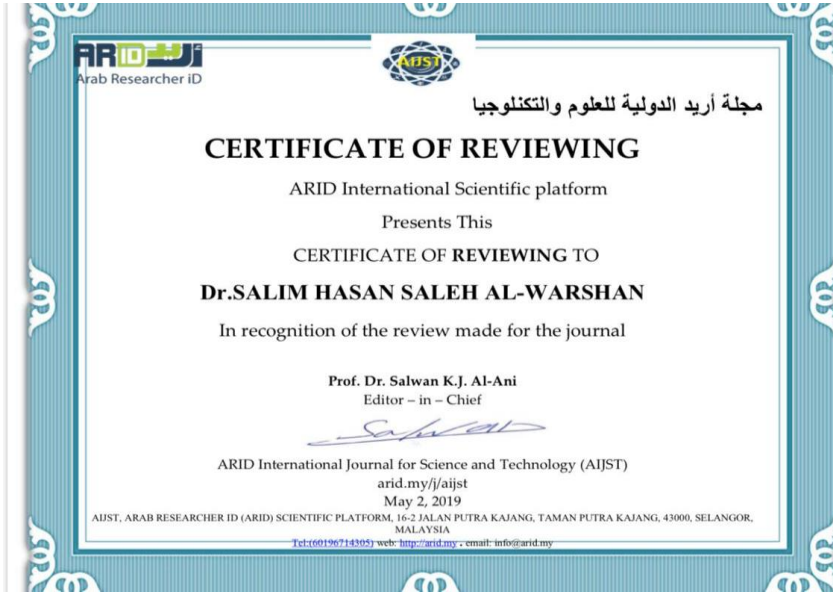 ARID أريد
Arab Researcher iD
AIJST
مجلة أريد الدولية للعلوم والتكنلوجيا
CERTIFICATE OF REVIEWING
ARID International Scientific platform
Presents This
CERTIFICATE OF REVIEWING TO
Dr.SALIM HASAN SALEH AL-WARSHAN
In recognition of the review made for the journal
Prof. Dr. Salwan K.J. Al-Ani
Editor – in – Chief
ARID International Journal for Science and Technology (AIJST)
arid.my/j/aijst
May 2, 2019
AIJST, ARAB RESEARCHER ID (ARID) SCIENTIFIC PLATFORM, 16-2 JALAN PUTRA KAJANG, TAMAN PUTRA KAJANG, 43000, SELANGOR,
MALAYSIA
Tel:(60196714305) web: http://arid.my . email: info@arid.my